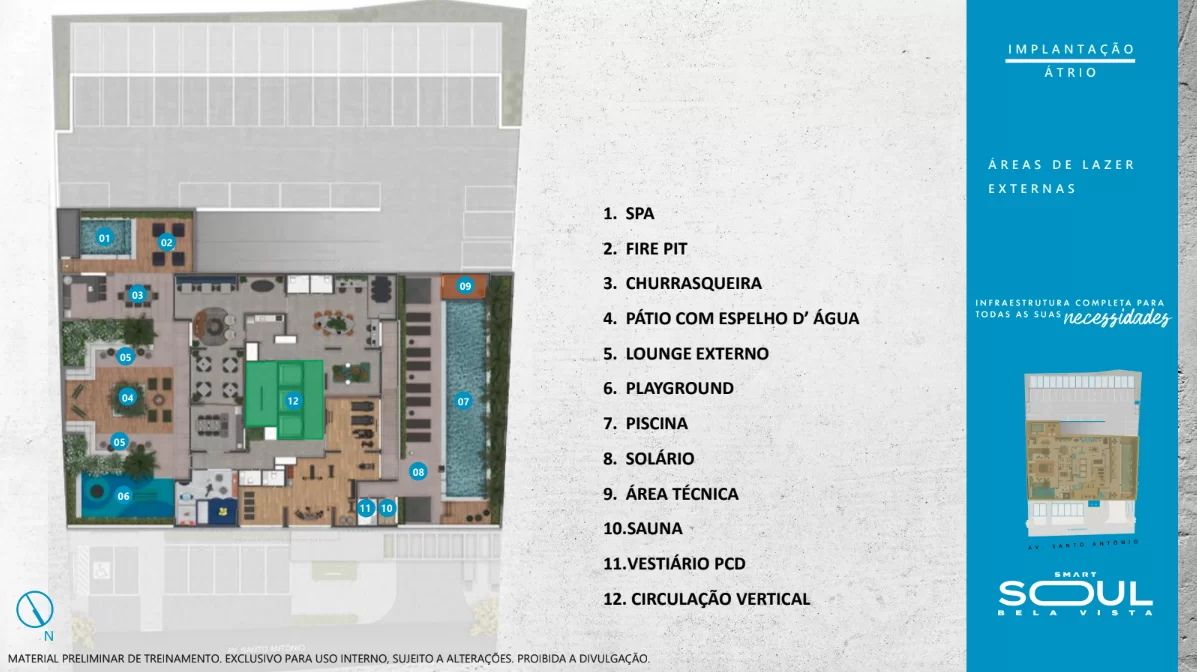 01
02
03
05
04
05
06
09
12
07
08
11
10
N
AV. SANTO ANTÔNIO
1. SPA
2. FIRE PIT
3. CHURRASQUEIRA
4. PÁTIO COM ESPELHO D’ ÁGUA
5. LOUNGE EXTERNO
6. PLAYGROUND
7. PISCINA
8. SOLÁRIO
9. ÁREA TÉCNICA
10.SAUNA
11.VESTIÁRIO PCD
12. CIRCULAÇÃO VERTICAL
MATERIAL PRELIMINAR DE TREINAMENTO. EXCLUSIVO PARA USO INTERNO, SUJEITO A ALTERAÇÕES. PROIBIDA A DIVULGAÇÃO.
IMPLANTAÇÃO
ÁTRIO
ÁREAS DE LAZER
EXTERNAS
INFRAESTRUTURA COMPLETA PARA
TODAS AS SUAS necessidades
AV. SANTO ANTÔNIO
SMART
SOUL
BELA VISTA